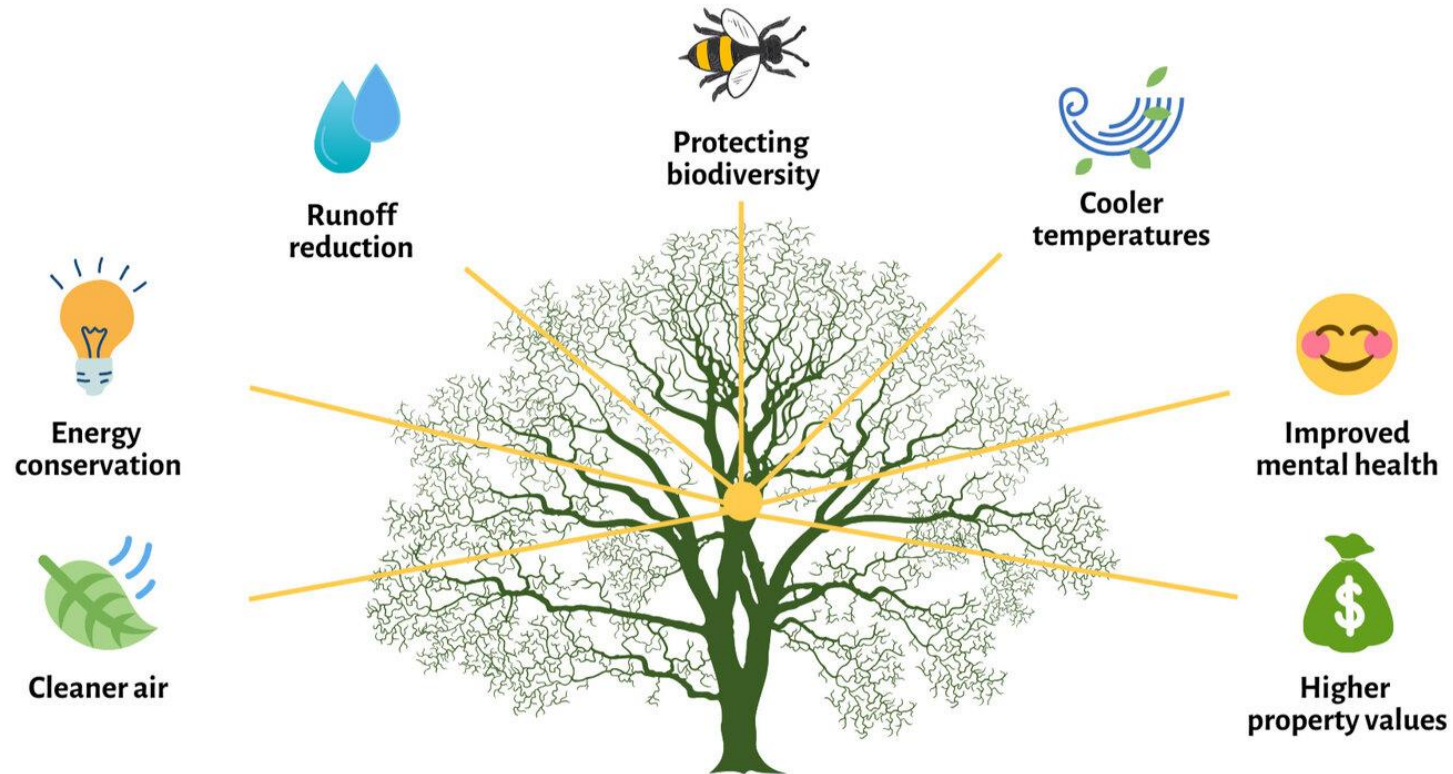 Protecting
biodiversity
Runoff
reduction
Cooler
temperatures
Energy
conservation
Improved
mental health
Cleaner air
$
Higher
property values